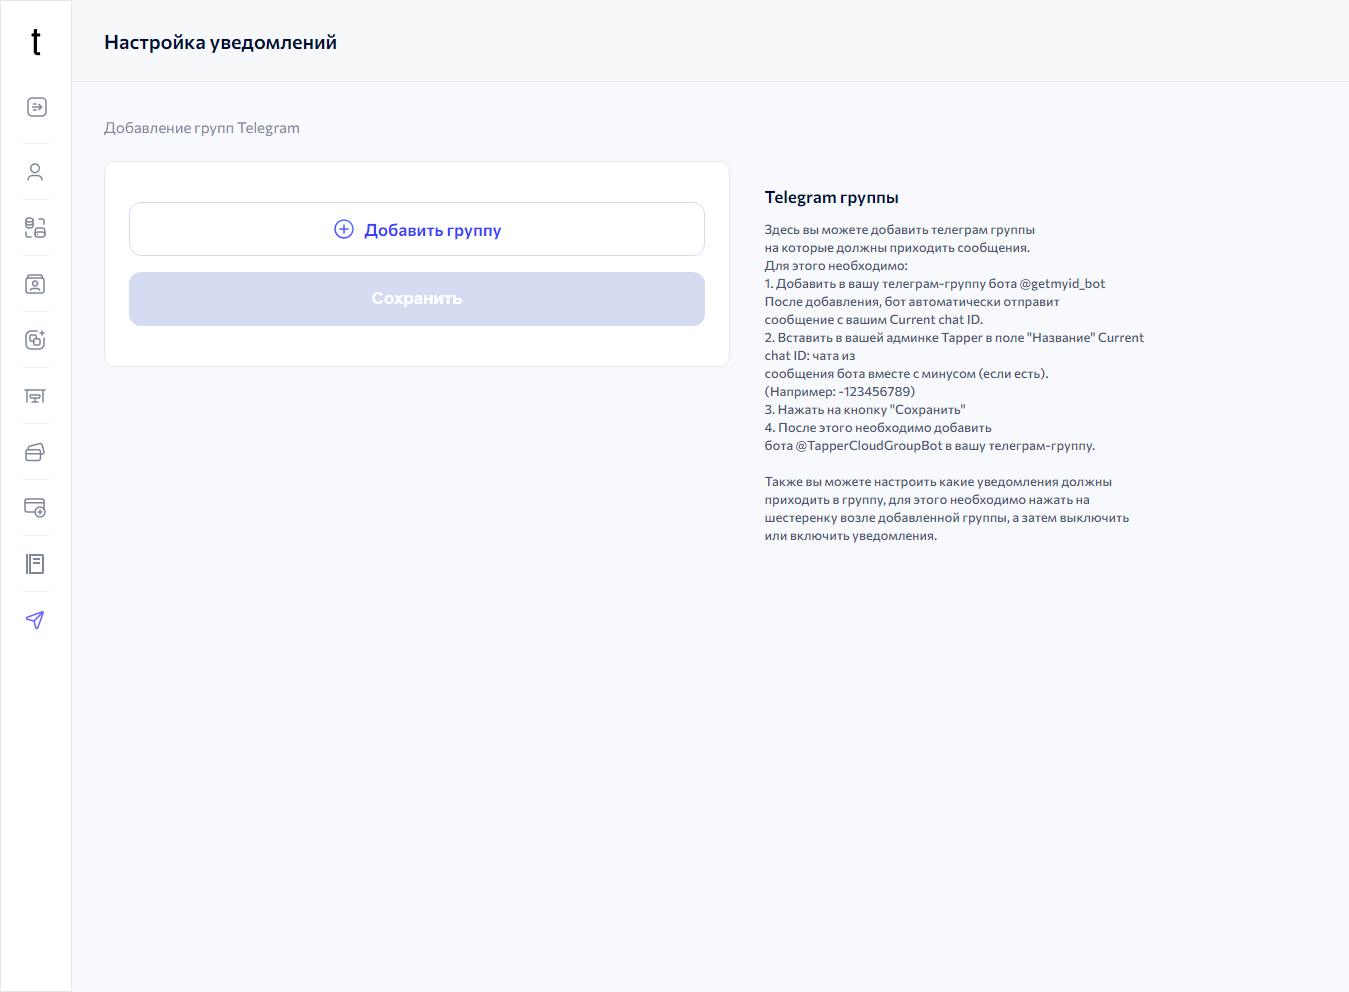 t
Настройка уведомлений
Добавление групп Telegram
Добавить группу
Сохранить
Telegram группы
Здесь вы можете добавить телеграм группы
на которые должны приходить сообщения.
Для этого необходимо:
1. Добавить в вашу телеграм-группу бота @getmyid_bot
После добавления, бот автоматически отправит
сообщение с вашим Current chat ID.
2. Вставить в вашей админке Tapper в поле "Название" Current
chat ID: чата из
сообщения бота вместе с минусом (если есть).
(Например: -123456789)
3. Нажать на кнопку "Сохранить"
4. После этого необходимо добавить
бота @TapperCloudGroupBot в вашу телеграм-группу.
Также вы можете настроить какие уведомления должны
приходить в группу, для этого необходимо нажать на
шестеренку возле добавленной группы, а затем выключить
или включить уведомления.